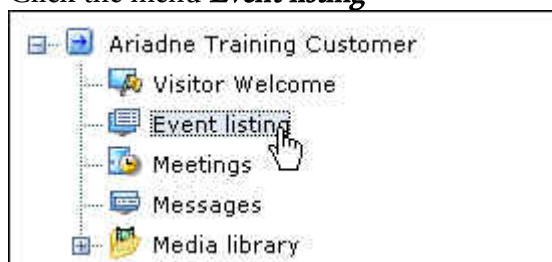 Click the menu Event listing
Ariadne Training Customer
Visitor Welcome
Event listing
Meetings
Messages
Media library